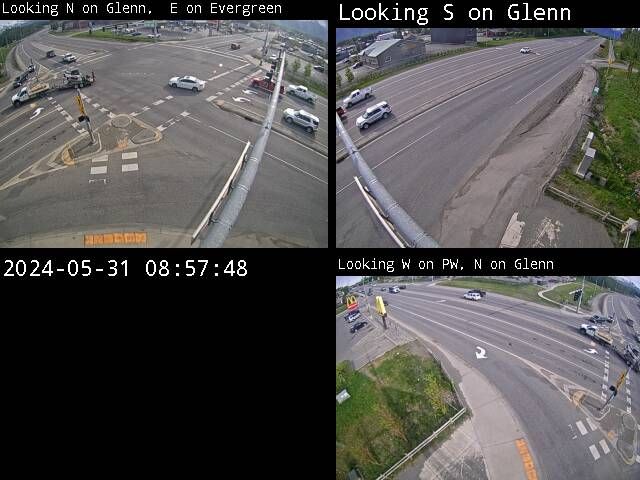 Looking N on Glenn,  E on Evergreen
Looking S on Glenn
2024-05-31 08:57:48
Looking W on PW, N on Glenn